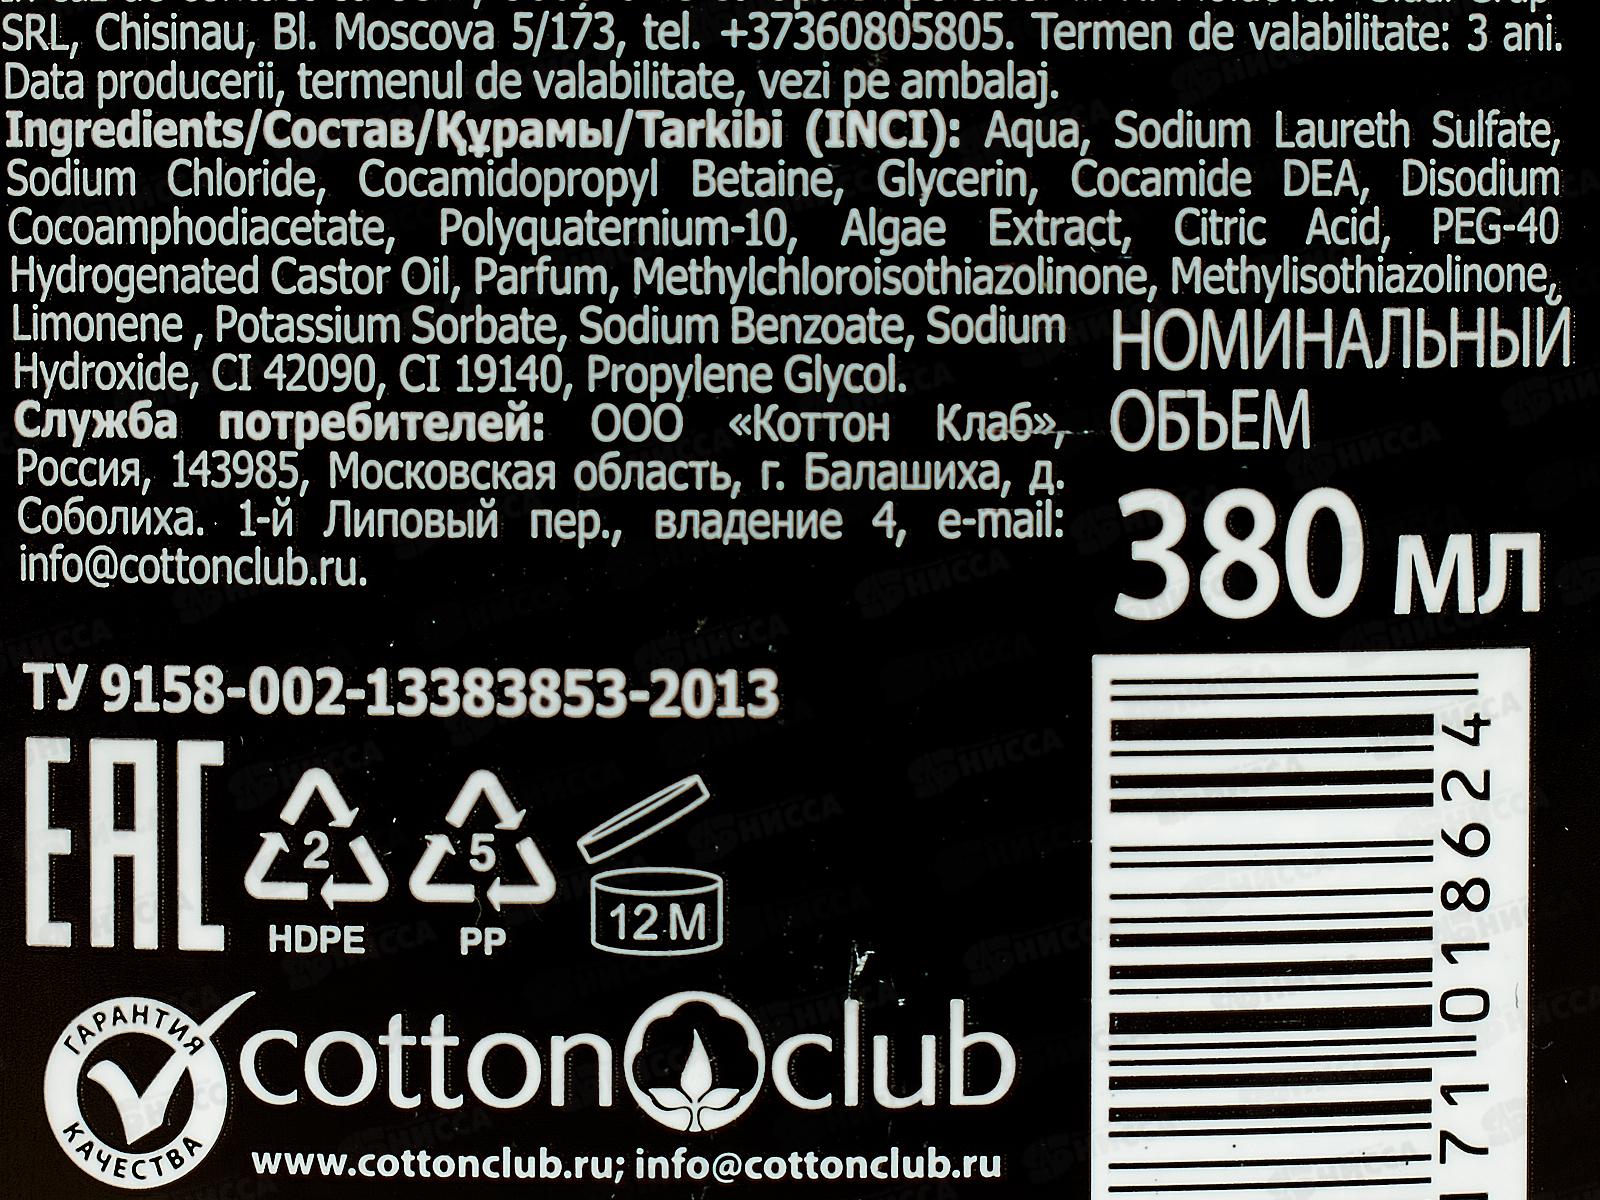 SRL, Chisinau, Bl. Moscova 5/173, tel. +37360805805. Termen de valabilitate: 3 ani.
Data producerii, termenul de valabilitate, vezi pe ambalaj.
Ingredients/Состав/Құрамы/Tarkibi (INCI): Aqua, Sodium Laureth Sulfate,
Sodium Chloride, Cocamidopropyl Betaine, Glycerin, Cocamide DEA, Disodium
Cocoamphodiacetate, Polyquaternium-10, Algae Extract, Citric Acid, PEG-40
Hydrogenated Castor Oil, Parfum, Methylchloroisothiazolinone, Methylisothiazolinone,
Limonene , Potassium Sorbate, Sodium Benzoate, Sodium
Hydroxide, CI 42090, CI 19140, Propylene Glycol.
Служба потребителей: ООО «Коттон Клаб»,
Россия, 143985, Московская область, г. Балашиха, д.
Соболиха. 1-й Липовый пер., владение 4, e-mail:
info@cottonclub.ru.
НОМИНАЛЬНЫЙ
ОБЪЕМ
380 мл
ТУ 9158-002-13383853-2013
EAC
2
HDPE
5
PP
12 M
ГАРАНТИЯ
КАЧЕСТВА
cotton club
www.cottonclub.ru; info@cottonclub.ru
71018624